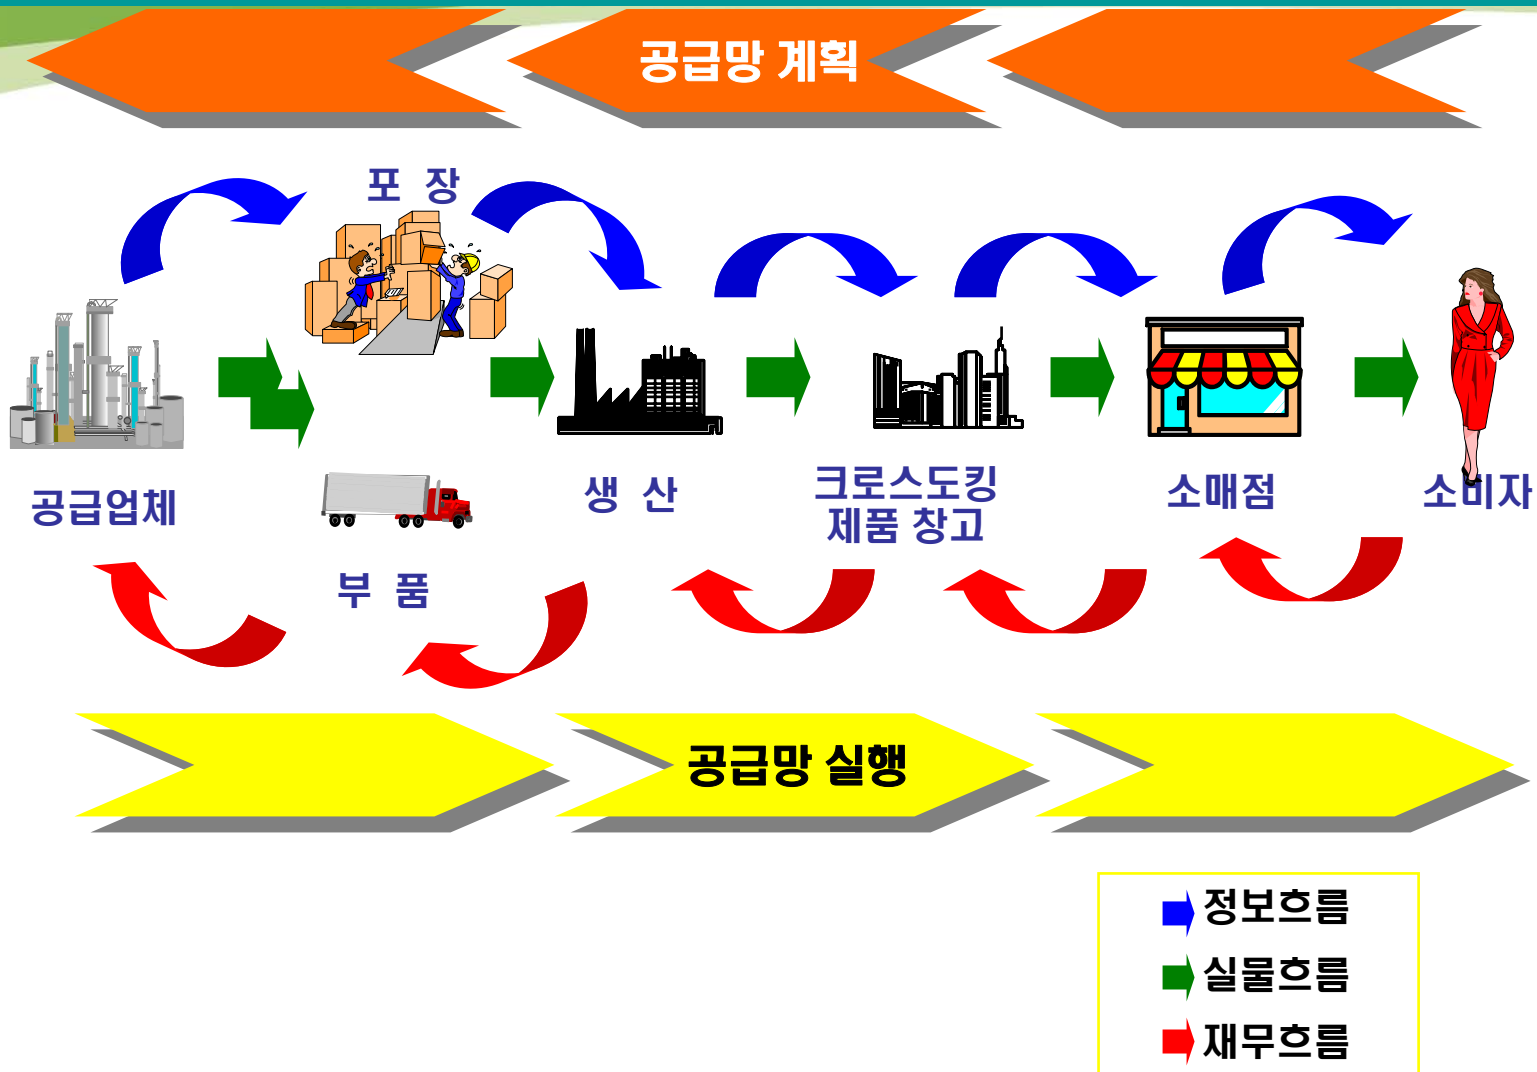 공급망 계획
포 장
공급업체
부 품
생 산
크로스도킹
제품 창고
소매점
소비자
공급망 실행
정보흐름
실물흐름
재무흐름